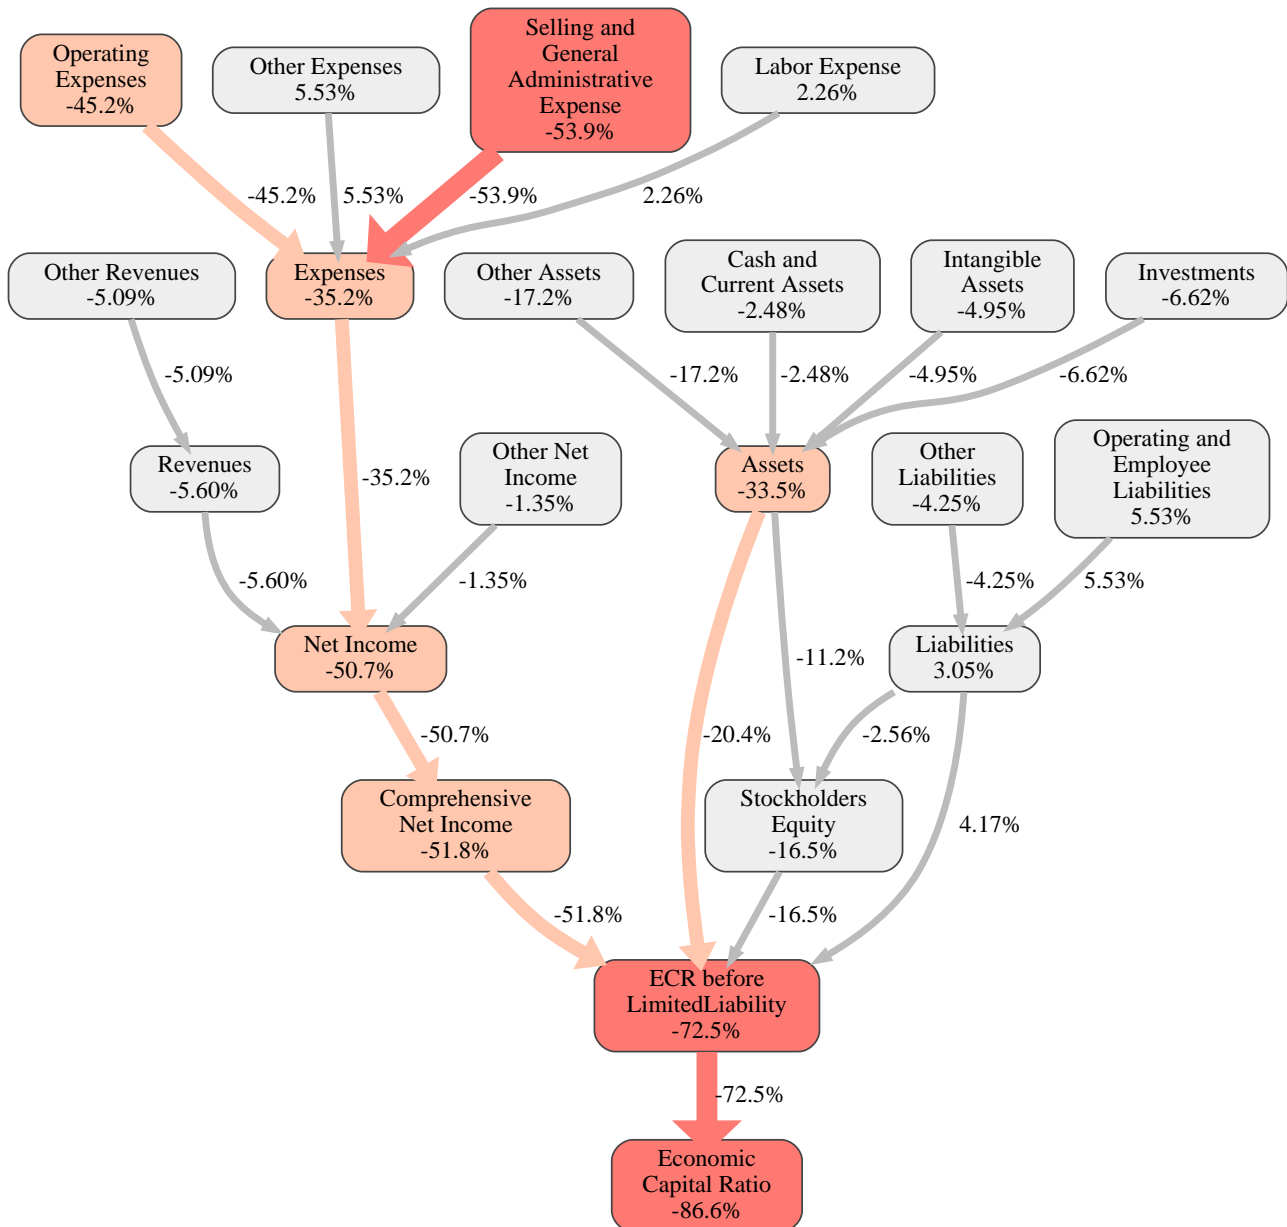 Operating
Expenses
-45.2%
Other Expenses
5.53%
Selling and
General
Administrative
Expense
-53.9%
Labor Expense
2.26%
-45.2%
5.53%
-53.9%
2.26%
Other Revenues
-5.09%
Expenses
-35.2%
Other Assets
-17.2%
Cash and
Current Assets
-2.48%
Intangible
Assets
-4.95%
Investments
-6.62%
-5.09%
-17.2%
-2.48%
-4.95%
-6.62%
Revenues
-5.60%
-35.2%
Other Net
Income
-1.35%
Assets
-33.5%
Other
Liabilities
-4.25%
Operating and
Employee
Liabilities
5.53%
-5.60%
-1.35%
-4.25%
5.53%
Net Income
-50.7%
-11.2%
Liabilities
3.05%
-50.7%
-20.4%
-2.56%
Comprehensive
Net Income
-51.8%
Stockholders
Equity
-16.5%
4.17%
-51.8%
-16.5%
ECR before
LimitedLiability
-72.5%
-72.5%
Economic
Capital Ratio
-86.6%